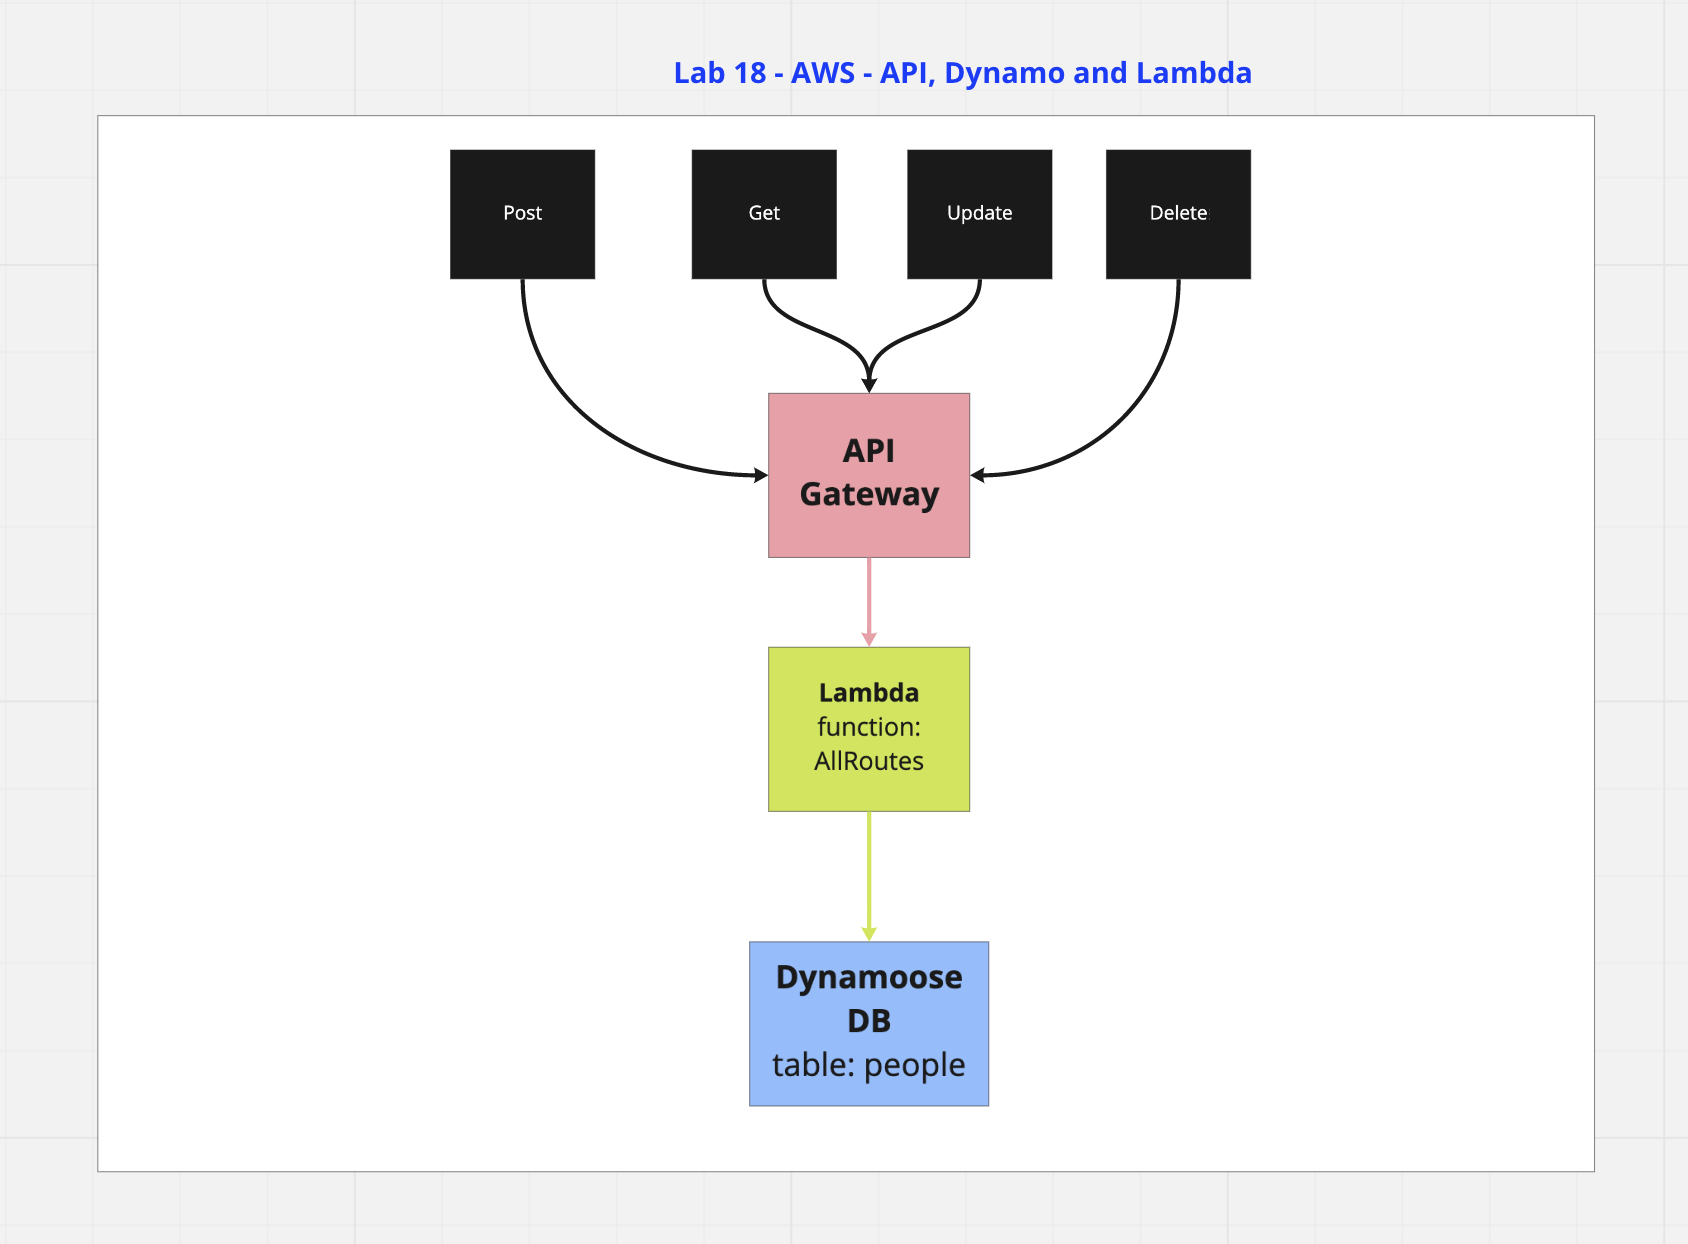 Lab 18 - AWS - API, Dynamo and Lambda
Post
Get
Update
Delete
API
Gateway
Lambda
function:
AllRoutes
Dynamoose
DB
table: people